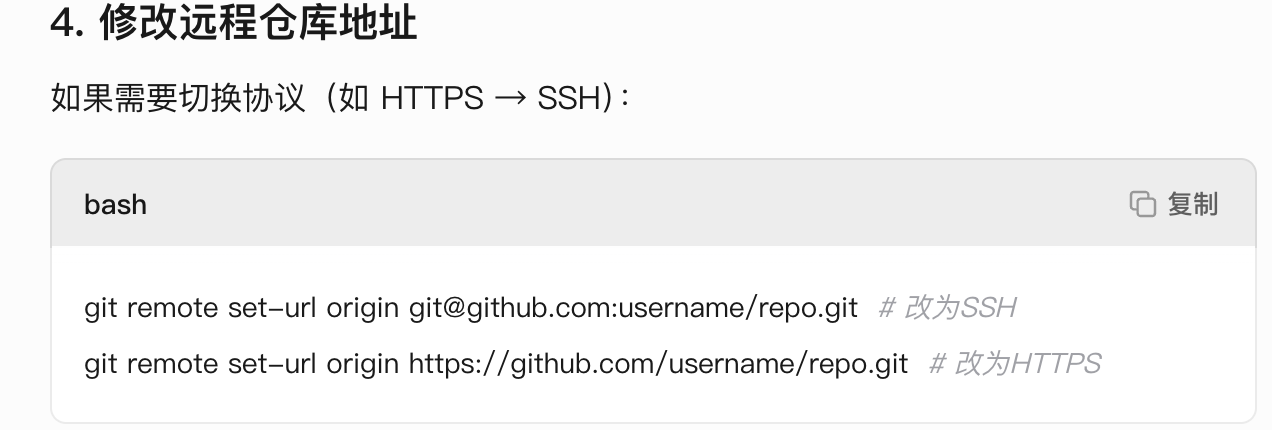 4. 修改远程仓库地址
如果需要切换协议（如 HTTPS → SSH）：
bash
复制
git remote set-url origin git@github.com:username/repo.git # 改为SSH
git remote set-url origin https://github.com/username/repo.git # 改为HTTPS